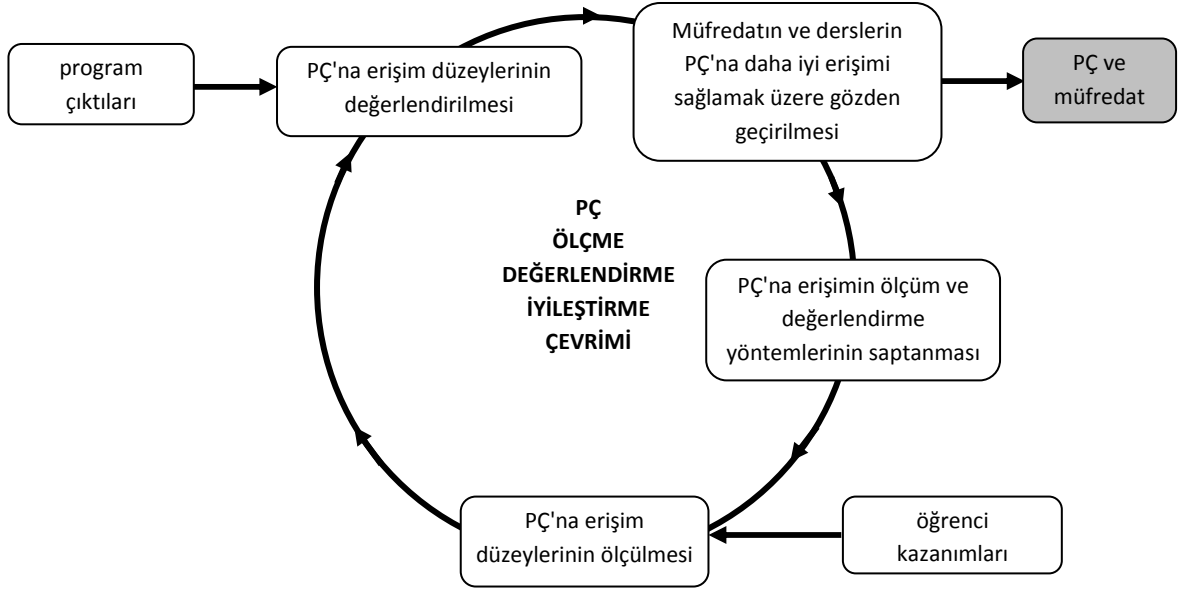 program
çıktıları
PÇ'na erişim düzeylerinin
değerlendirilmesi
Müfredatın ve derslerin
PÇ'na daha iyi erişimi
sağlamak üzere gözden
geçirilmesi
PÇ ve
müfredat
PÇ
ÖLÇME
DEĞERLENDİRME
İYİLEŞTİRME
ÇEVRİMİ
PÇ'na erişimin ölçüm ve
değerlendirme
yöntemlerinin saptanması
PÇ'na erişim
düzeylerinin ölçülmesi
öğrenci
kazanımları